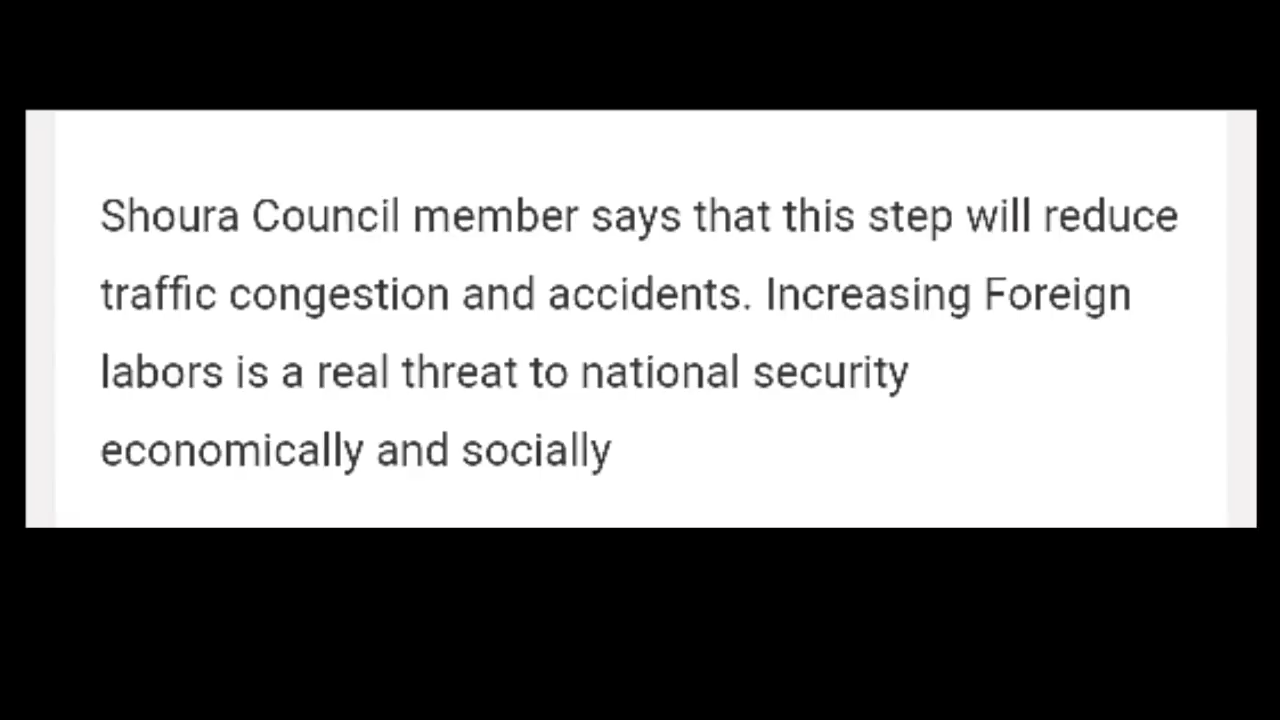 Shoura Council member says that this step will reduce
traffic congestion and accidents. Increasing Foreign
labors is a real threat to national security
economically and socially